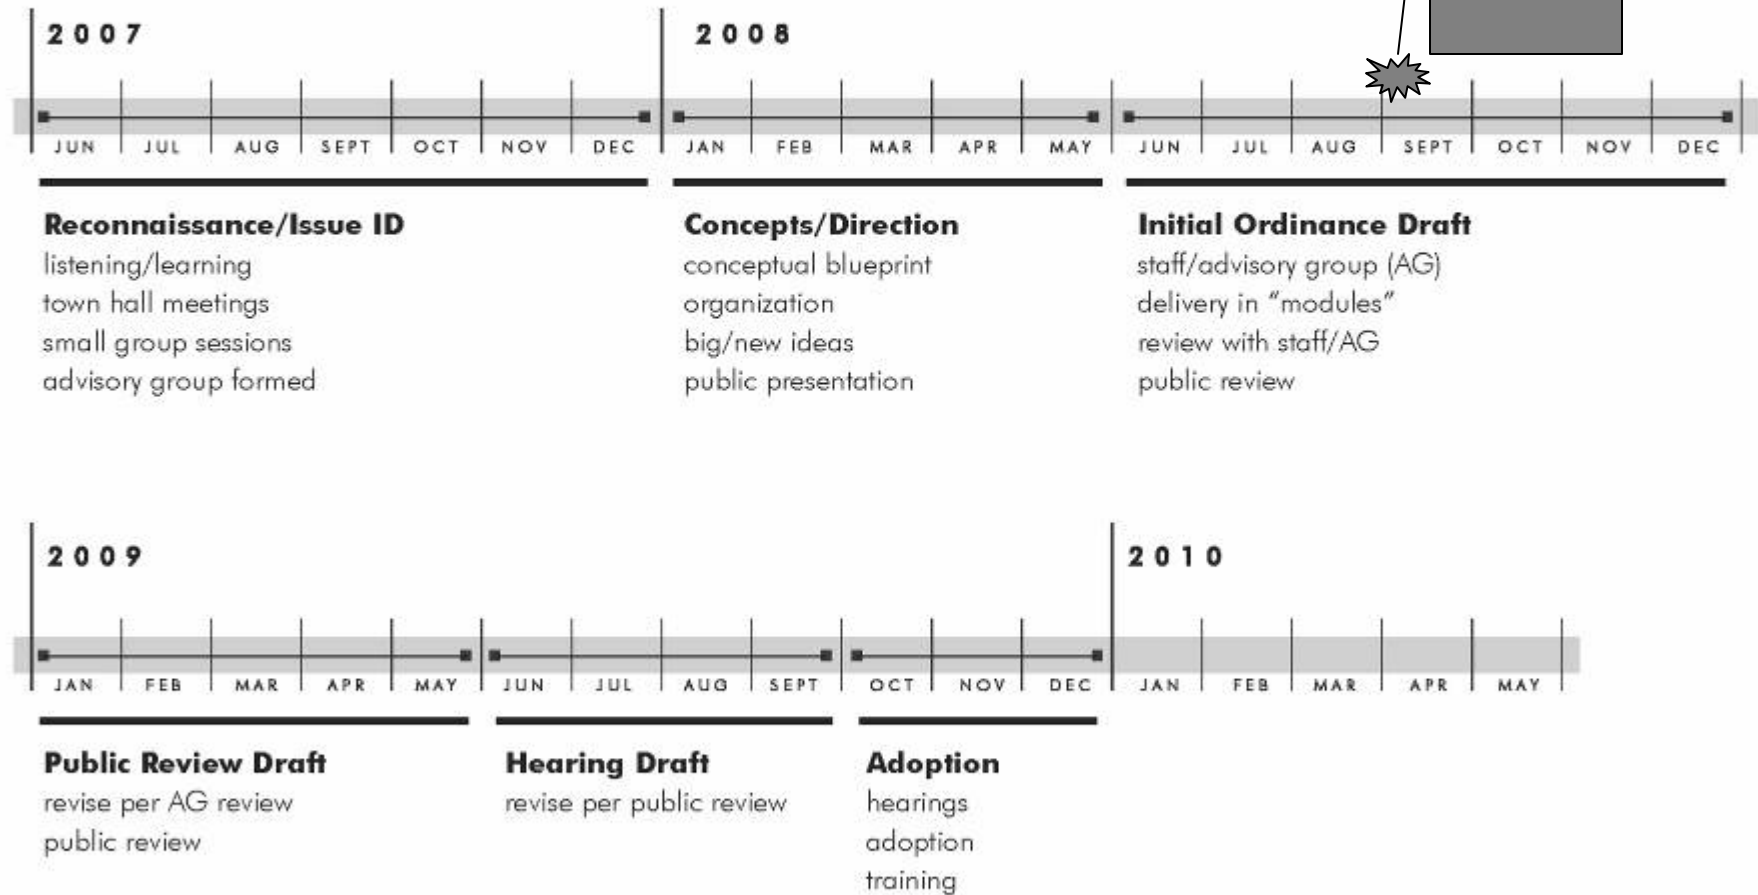 2007 2008
JUN JUL AUG SEPT OCT NOV DEC JAN FEB MAR APR MAY JUN JUL AUG SEPT OCT NOV DEC
Reconnaissance/Issue ID
listening/learning
town hall meetings
small group sessions
advisory group formed
Concepts/Direction
conceptual blueprint
organization
big/new ideas
public presentation
Initial Ordinance Draft
staff/advisory group (AG)
delivery in “modules”
review with staff/AG
public review
2009 2010
JAN FEB MAR APR MAY JUN JUL AUG SEPT OCT NOV DEC JAN FEB MAR APR MAY
Public Review Draft
revise per AG review
public review
Hearing Draft
revise per public review
Adoption
hearings
adoption
training